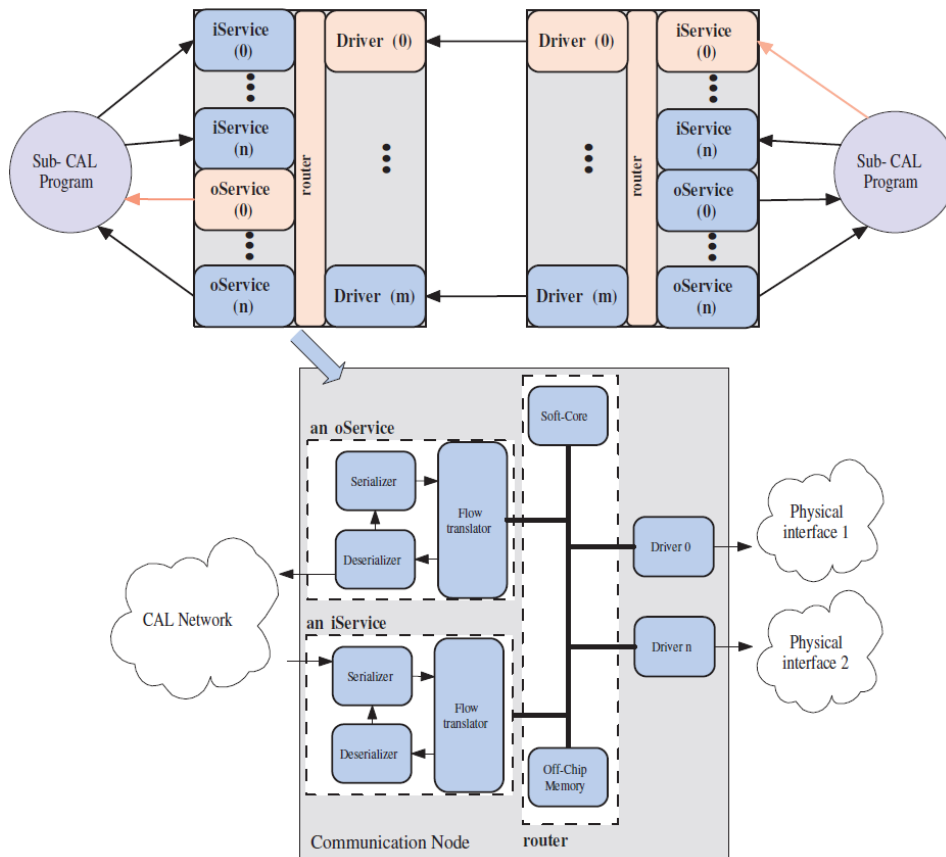 iService
(0)
Driver (0)
Driver (0)
iService
(0)
iService
(n)
iService
(n)
Sub- CAL
Program
router
router
Sub- CAL
Program
oService
(0)
oService
(0)
oService
(n)
Driver (m)
Driver (m)
oService
(n)
an oService
Soft-Core
Serializer
Flow
translator
Deserializer
Driver 0
Physical
interface 1
CAL Network
an iService
Serializer
Flow
translator
Deserializer
Driver n
Physical
interface 2
Off-Chip
Memory
Communication Node
router